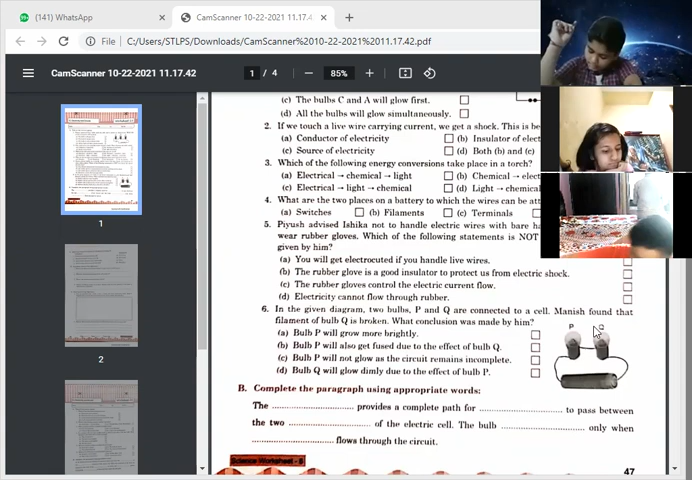 (141) WhatsApp
CamScanner 10-22-2021 11.17.4
File
C:/Users/STLPS/Downloads/CamScanner%2010-22-2021%2011.17.42.pdf
CamScanner 10-22-2021 11.17.42
1 / 4
85%
(c) The bulbs C and A will glow first.
(d) All the bulbs will glow simultaneously.
2. If we touch a live wire carrying current, we get a shock. This is be
(a) Conductor of electricity (b) Insulator of elect
(c) Source of electricity (d) Both (b) and (c)
3. Which of the following energy conversions take place in a torch?
(a) Electrical → chemical → light (b) Chemical → elect
(c) Electrical → light → chemical (d) Light → chemical
4. What are the two places on a battery to which the wires can be att
(a) Switches (b) Filaments (c) Terminals
5. Piyush advised Ishika not to handle electric wires with bare ha
wear rubber gloves. Which of the following statements is NOT
given by him?
(a) You will get electrocuted if you handle live wires.
(b) The rubber glove is a good insulator to protect us from electric shock.
(c) The rubber gloves control the electric current flow.
(d) Electricity cannot flow through rubber.
6. In the given diagram, two bulbs, P and Q are connected to a cell. Manish found that
filament of bulb Q is broken. What conclusion was made by him?
P Q
(a) Bulb P will grow more brightly.
(b) Bulb P will also get fused due to the effect of bulb Q.
(c) Bulb P will not glow as the circuit remains incomplete.
(d) Bulb Q will glow dimly due to the effect of bulb P.
B. Complete the paragraph using appropriate words:
The .............................. provides a complete path for .............................. to pass between
the two .............................. of the electric cell. The bulb .............................. only when
.............................. flows through the circuit.
Science Worksheet - 5
47
1
2